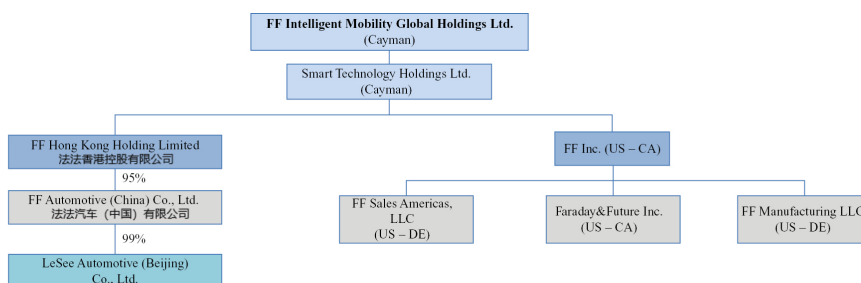 FF Intelligent Mobility Global Holdings Ltd.
(Cayman)
Smart Technology Holdings Ltd.
(Cayman)
FF Hong Kong Holding Limited
法法香港控股有限公司
FF Inc. (US – CA)
95%
FF Automotive (China) Co., Ltd.
法法汽车（中国）有限公司
FF Sales Americas,
LLC
(US – DE)
Faraday&Future Inc.
(US – CA)
FF Manufacturing LLC
(US – DE)
99%
LeSee Automotive (Beijing)
Co., Ltd.